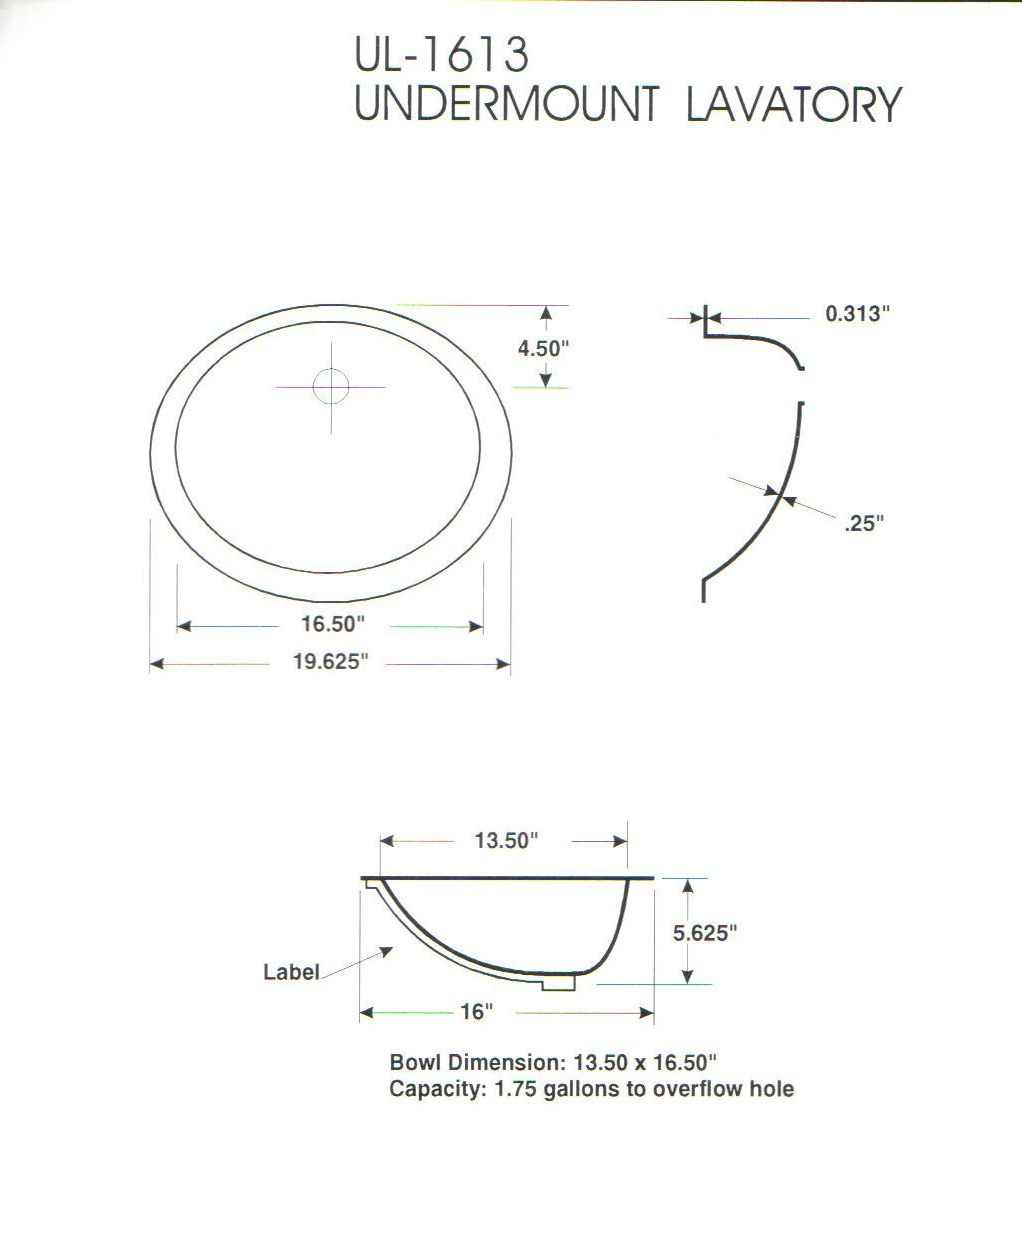 UL-1613
UNDERMOUNT LAVATORY
4.50"
0.313"
.25"
16.50"
19.625"
13.50"
5.625"
Label
16"
Bowl Dimension: 13.50 x 16.50"
Capacity: 1.75 gallons to overflow hole